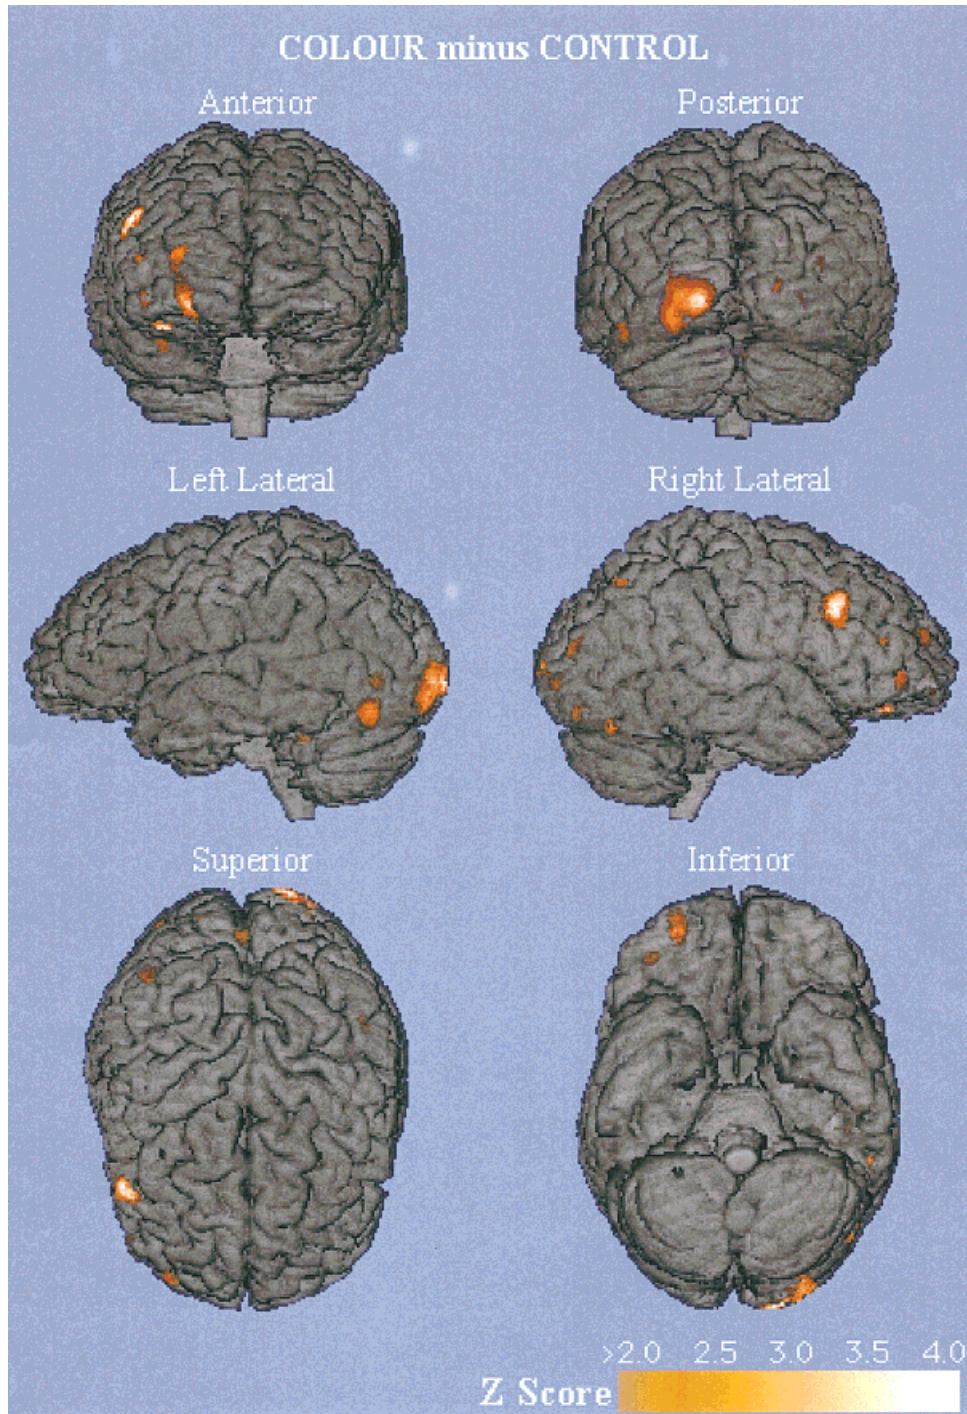 COLOUR minus CONTROL
Anterior Posterior
Left Lateral Right Lateral
Superior Inferior
>2.0 2.5 3.0 3.5 4.0
Z Score